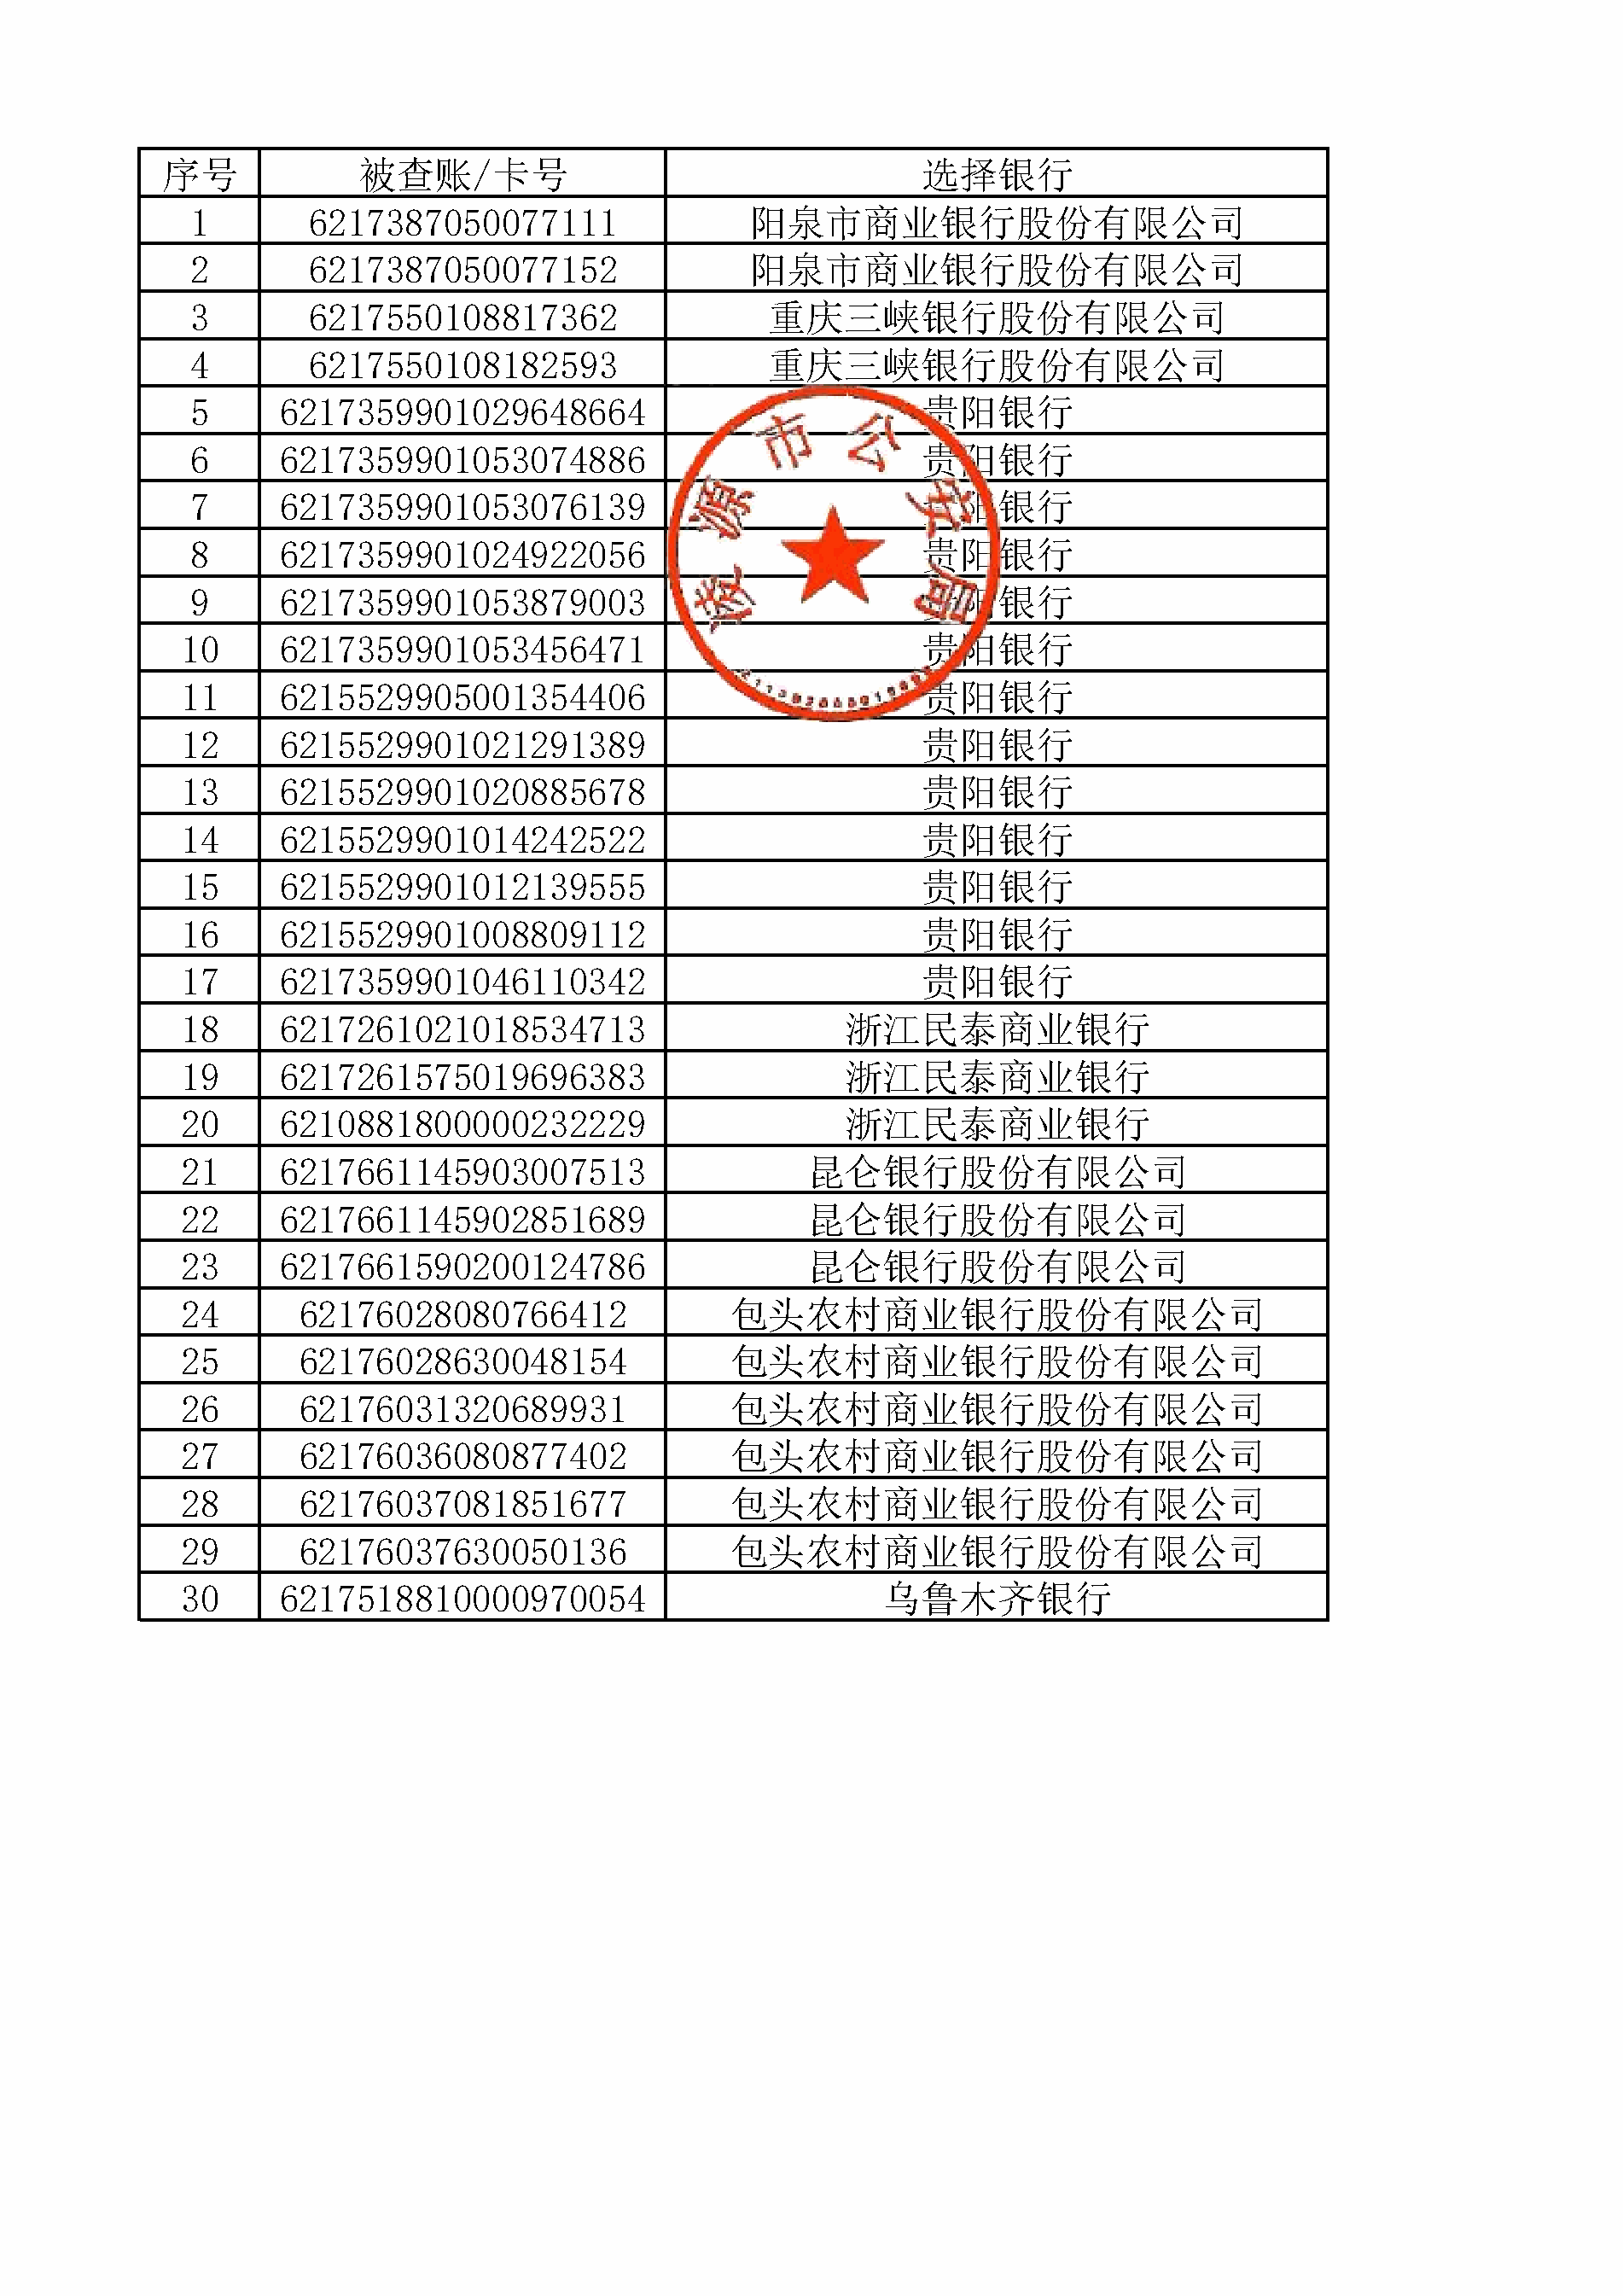 序号 被查账/卡号 选择银行
1 6217387050077111 阳泉市商业银行股份有限公司
2 6217387050077152 阳泉市商业银行股份有限公司
3 6217550108817362 重庆三峡银行股份有限公司
4 6217550108182593 重庆三峡银行股份有限公司
5 6217359901029648664 贵阳银行
6 6217359901053074886 贵阳银行
7 6217359901053076139 贵阳银行
8 6217359901024922056 贵阳银行
9 6217359901053879003 贵阳银行
10 6217359901053456471 贵阳银行
11 6215529905001354406 贵阳银行
12 6215529901021291389 贵阳银行
13 6215529901020885678 贵阳银行
14 6215529901014242522 贵阳银行
15 6215529901012139555 贵阳银行
16 6215529901008809112 贵阳银行
17 6217359901046110342 贵阳银行
18 6217261021018534713 浙江民泰商业银行
19 6217261575019696383 浙江民泰商业银行
20 6210881800000232229 浙江民泰商业银行
21 6217661145903007513 昆仑银行股份有限公司
22 6217661145902851689 昆仑银行股份有限公司
23 6217661590200124786 昆仑银行股份有限公司
24 62176028080766412 包头农村商业银行股份有限公司
25 62176028630048154 包头农村商业银行股份有限公司
26 62176031320689931 包头农村商业银行股份有限公司
27 62176036080877402 包头农村商业银行股份有限公司
28 62176037081851677 包头农村商业银行股份有限公司
29 62176037630050136 包头农村商业银行股份有限公司
30 6217518810000970054 乌鲁木齐银行
凌源市公安局